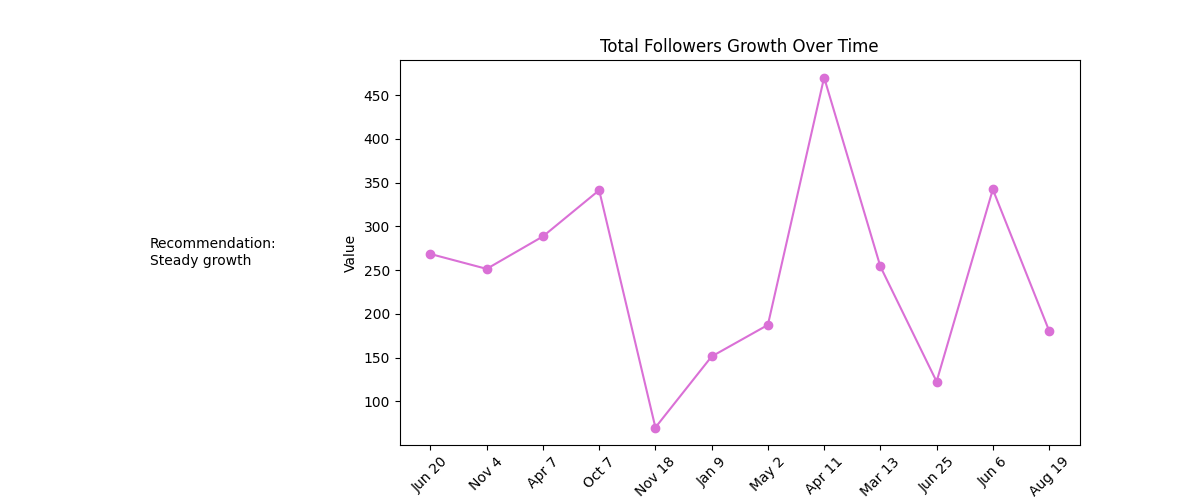 Total Followers Growth Over Time
Recommendation:
Steady growth
Value
450
400
350
300
250
200
150
100
Jun 20
Nov 4
Apr 7
Oct 7
Nov 18
Jan 9
May 2
Apr 11
Mar 13
Jun 25
Jun 6
Aug 19